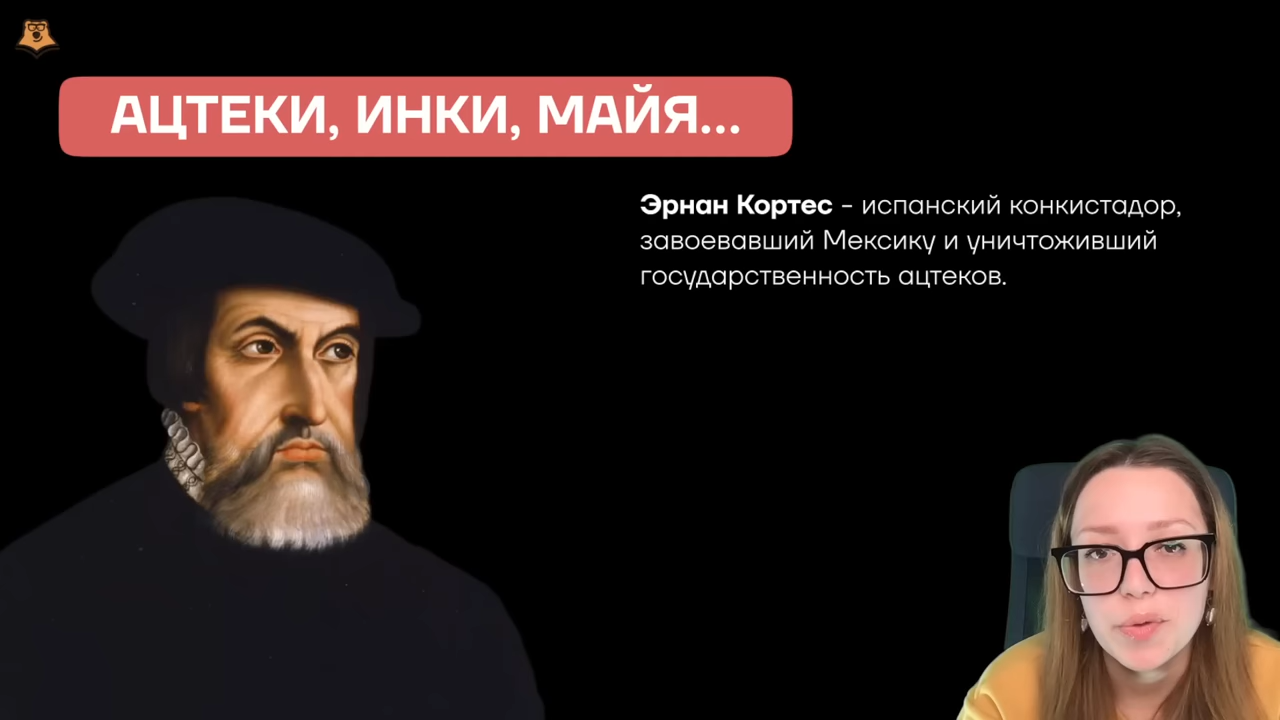 АЦТЕКИ, ИНКИ, МАЙЯ...
Эрнан Кортес - испанский конкистадор,
завоевавший Мексику и уничтоживший
государственность ацтеков.